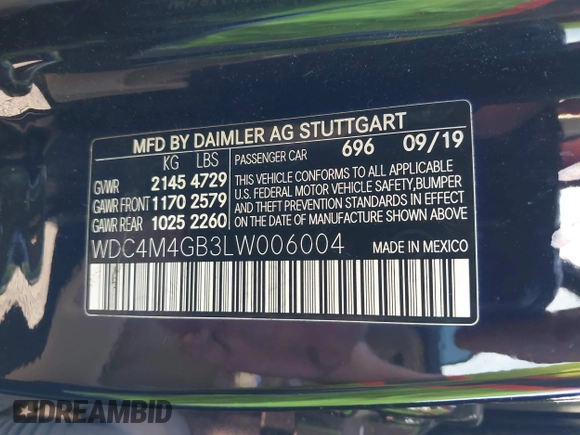 MFD BY DAIMLER AG STUTTGART
KG LBS
GVWR 2145 4729
GAWR FRONT 1170 2579
GAWR REAR 1025 2260
PASSENGER CAR 696 09/19
THIS VEHICLE CONFORMS TO ALL APPLICABLE
U.S. FEDERAL MOTOR VEHICLE SAFETY, BUMPER
AND THEFT PREVENTION STANDARDS IN EFFECT
ON THE DATE OF MANUFACTURE SHOWN ABOVE.
WDC4M4GB3LW006004 MADE IN MEXICO
DREAMBID